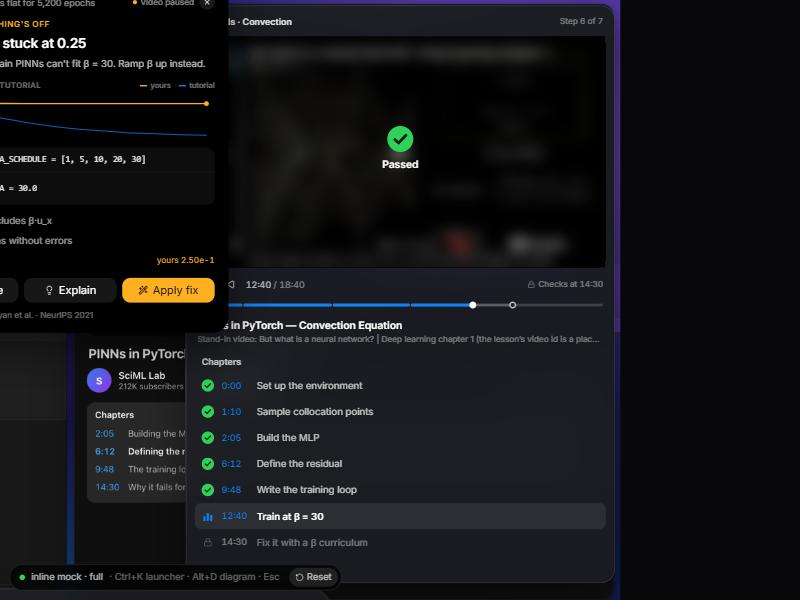 s flat for 5,200 epochs
Video paused
HING'S OFF
stuck at 0.25
ain PINNs can't fit β = 30. Ramp β up instead.
TUTORIAL
yours
tutorial
A_SCHEDULE = [1, 5, 10, 20, 30]
A = 30.0
cludes β·u_x
ns without errors
yours 2.50e-1
e
Explain
Apply fix
yan et al. · NeurIPS 2021
ls · Convection
Step 6 of 7
Passed
12:40 / 18:40
Checks at 14:30
s in PyTorch — Convection Equation
Stand-in video: But what is a neural network? | Deep learning chapter 1 (the lesson's video id is a plac…
Chapters
0:00 Set up the environment
1:10 Sample collocation points
2:05 Build the MLP
6:12 Define the residual
9:48 Write the training loop
12:40 Train at β = 30
14:30 Fix it with a β curriculum
PINNs in PyTorc
S
SciML Lab
212K subscribers
Chapters
2:05 Building the M
6:12 Defining the r
9:48 The training lo
14:30 Why it fails for
inline mock · full · Ctrl+K launcher · Alt+D diagram · Esc
Reset